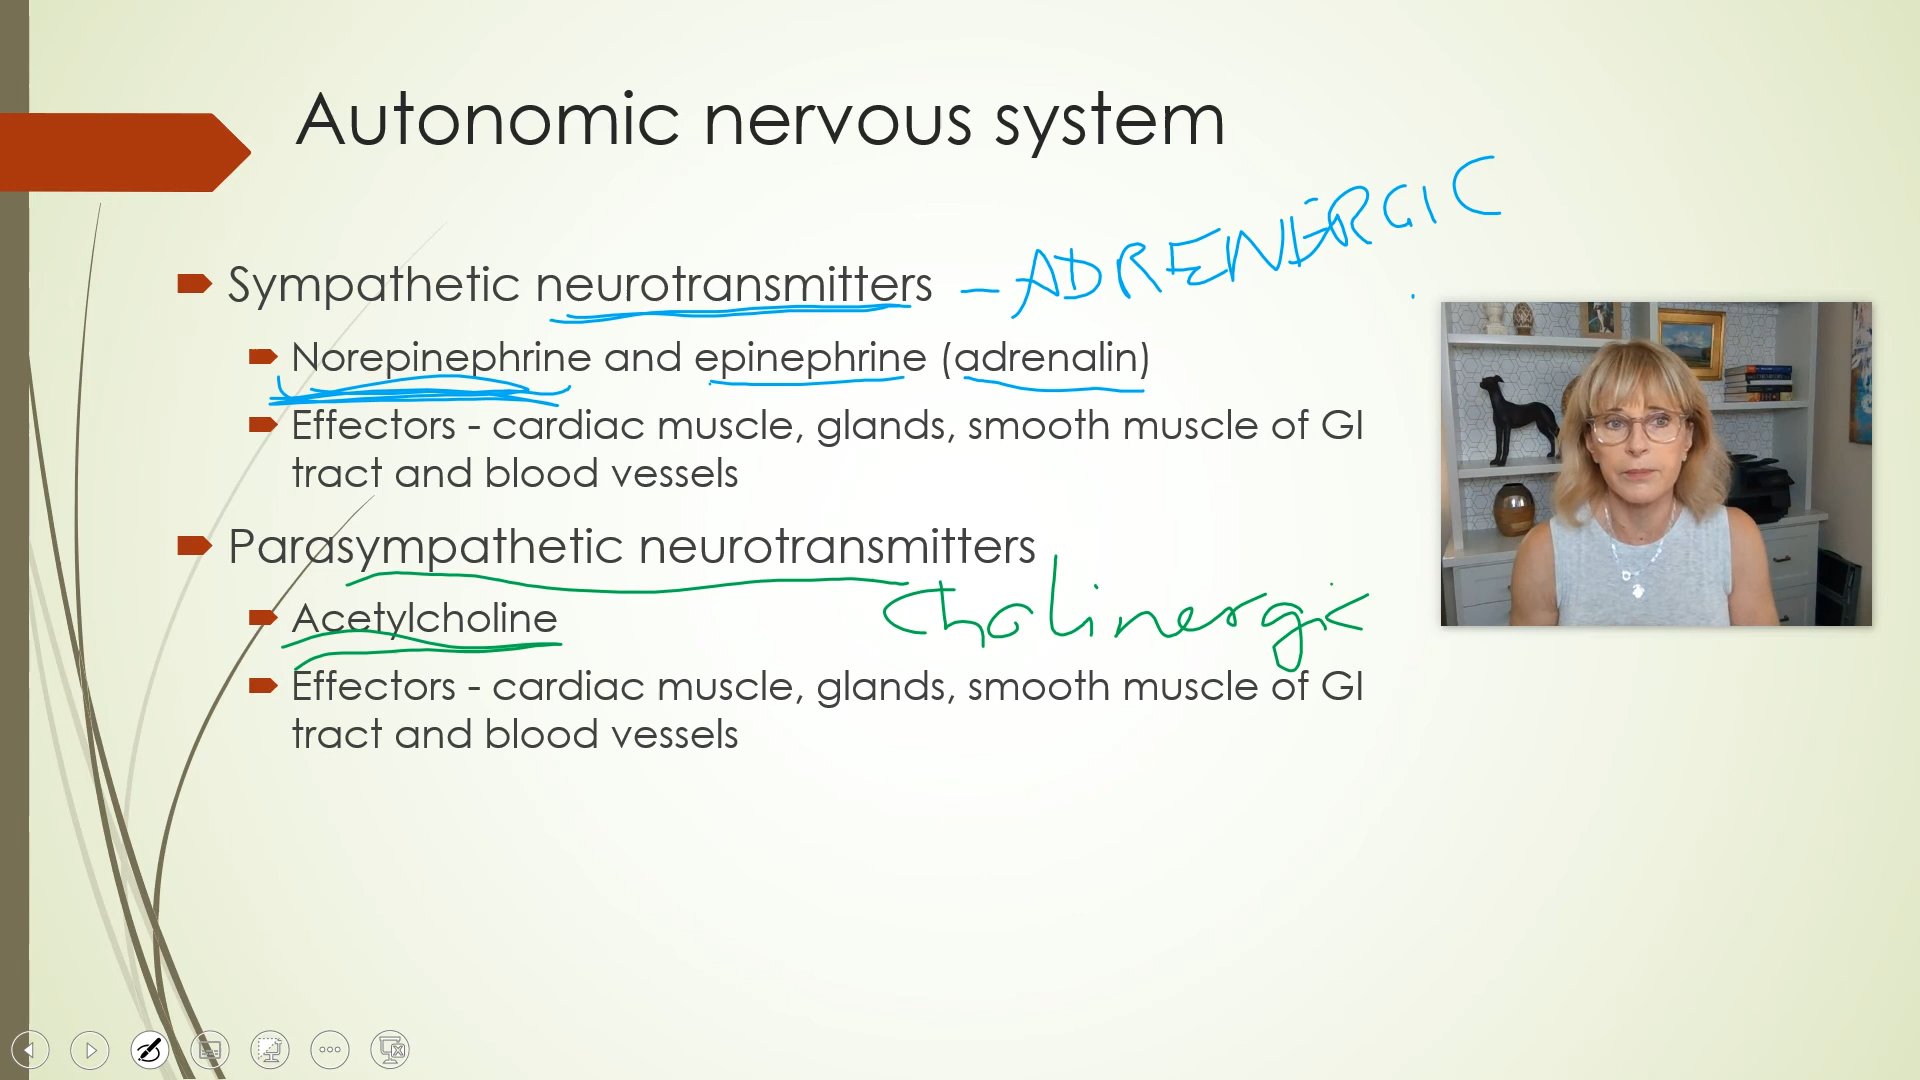 Autonomic nervous system
Sympathetic neurotransmitters – ADRENERGIC
Norepinephrine and epinephrine (adrenalin)
Effectors - cardiac muscle, glands, smooth muscle of GI
tract and blood vessels
Parasympathetic neurotransmitters
Cholinergic
Acetylcholine
Effectors - cardiac muscle, glands, smooth muscle of GI
tract and blood vessels